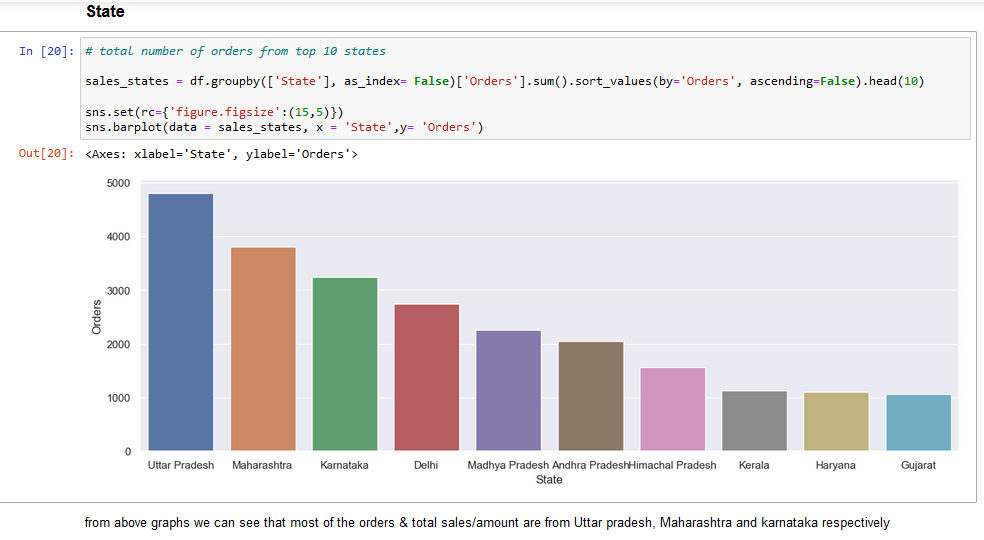 State
In [20]: # total number of orders from top 10 states
sales_states = df.groupby(['State'], as_index= False)['Orders'].sum().sort_values(by='Orders', ascending=False).head(10)
sns.set(rc={'figure.figsize':(15,5)})
sns.barplot(data = sales_states, x = 'State',y= 'Orders')
Out[20]: <Axes: xlabel='State', ylabel='Orders'>
5000
4000
3000
2000
1000
0
Orders
Uttar Pradesh Maharashtra Karnataka Delhi Madhya Pradesh Andhra Pradesh Himachal Pradesh Kerala Haryana Gujarat
State
from above graphs we can see that most of the orders & total sales/amount are from Uttar pradesh, Maharashtra and karnataka respectively